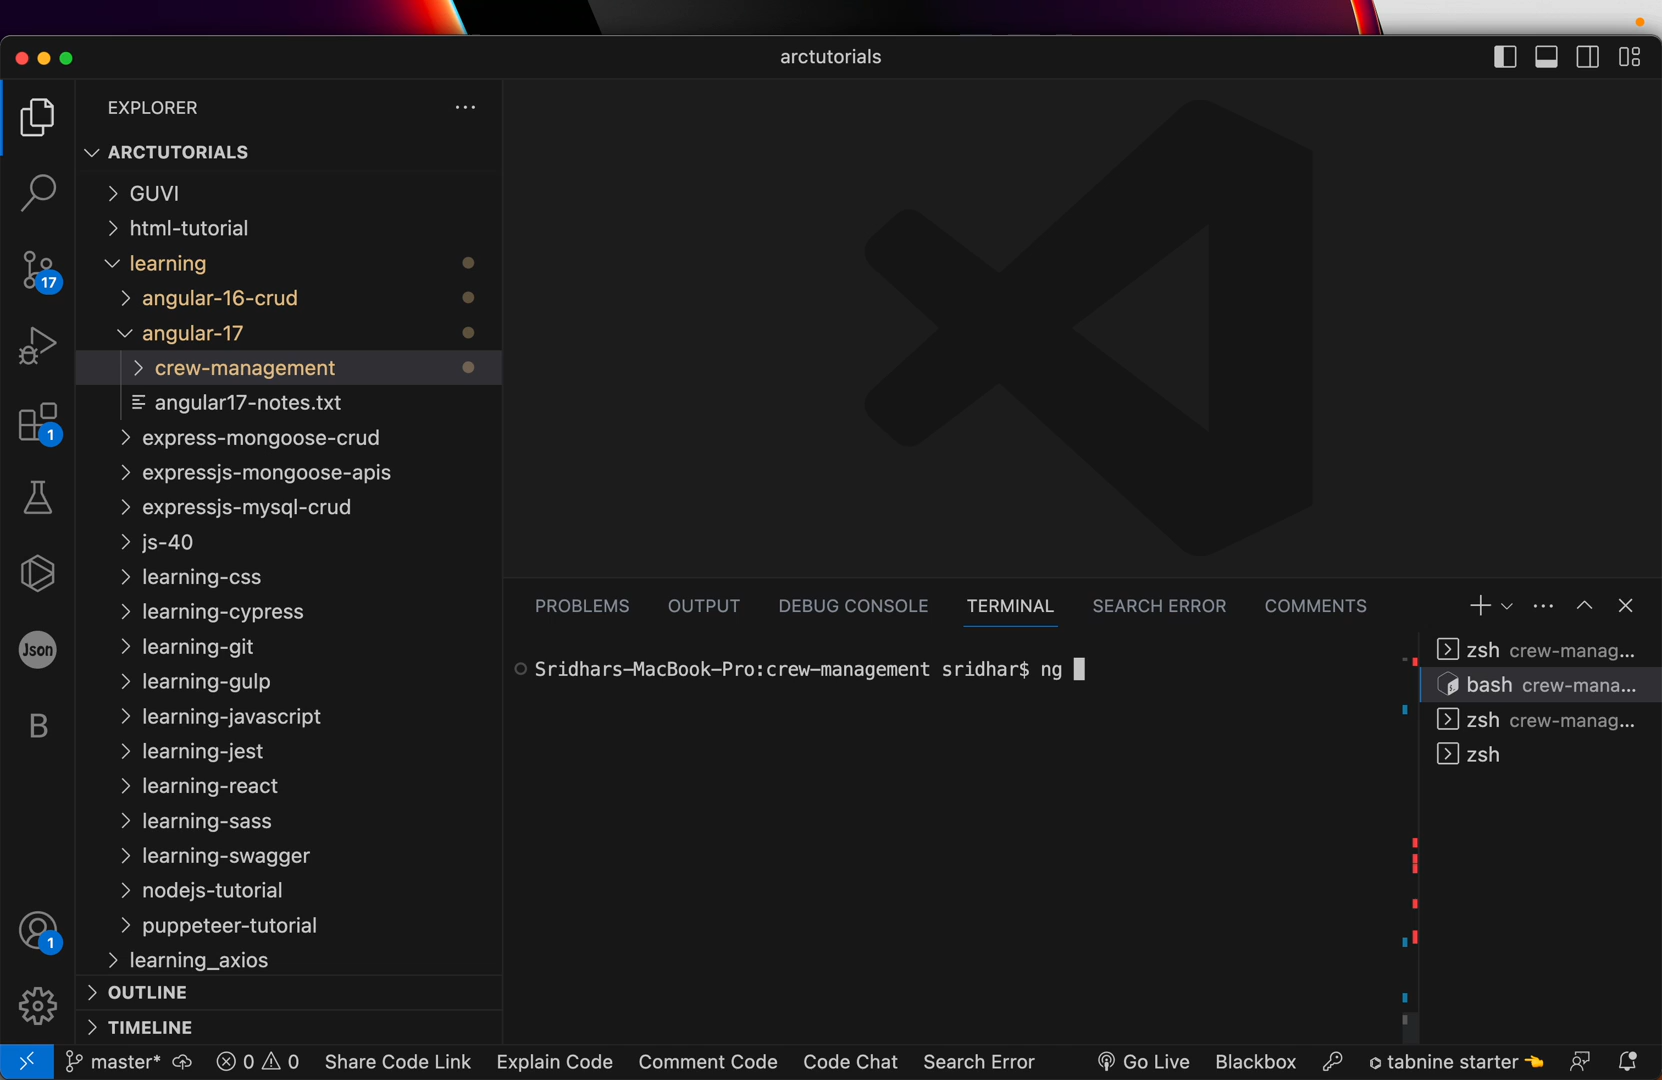 arctutorials
EXPLORER
ARCTUTORIALS
GUVI
html-tutorial
learning
angular-16-crud
angular-17
crew-management
angular17-notes.txt
express-mongoose-crud
expressjs-mongoose-apis
expressjs-mysql-crud
js-40
learning-css
learning-cypress
learning-git
learning-gulp
learning-javascript
learning-jest
learning-react
learning-sass
learning-swagger
nodejs-tutorial
puppeteer-tutorial
learning_axios
OUTLINE
TIMELINE
17
1
Json
B
1
PROBLEMS OUTPUT DEBUG CONSOLE TERMINAL SEARCH ERROR COMMENTS
Sridhars-MacBook-Pro:crew-management sridhar$ ng
zsh crew-manag...
bash crew-mana...
zsh crew-manag...
zsh
master* 0 0 Share Code Link Explain Code Comment Code Code Chat Search Error Go Live Blackbox tabnine starter